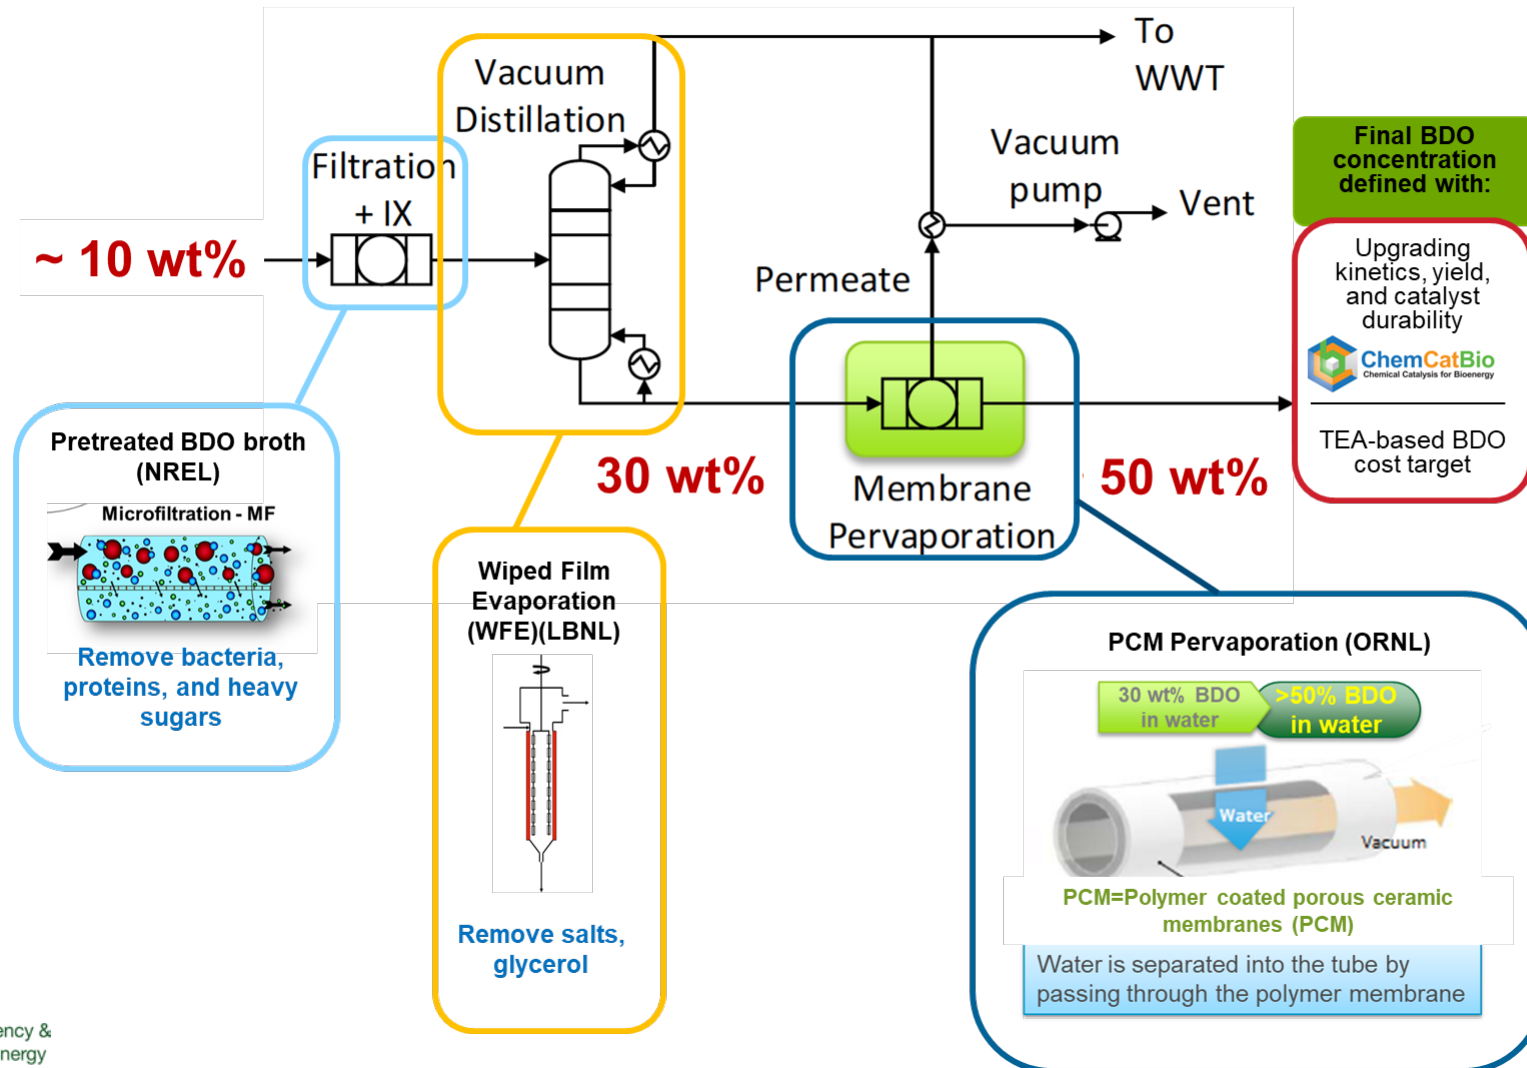 To
WWT
Vacuum
Distillation
Filtration
+ IX
~ 10 wt%
Vacuum
pump
Vent
Permeate
30 wt%
Membrane
Pervaporation
50 wt%
Final BDO
concentration
defined with:
Upgrading
kinetics, yield,
and catalyst
durability
ChemCatBio
Chemical Catalysis for Bioenergy
TEA-based BDO
cost target
Pretreated BDO broth
(NREL)
Microfiltration - MF
Remove bacteria,
proteins, and heavy
sugars
Wiped Film
Evaporation
(WFE)(LBNL)
Remove salts,
glycerol
PCM Pervaporation (ORNL)
30 wt% BDO
in water
>50% BDO
in water
Water
Vacuum
PCM=Polymer coated porous ceramic
membranes (PCM)
Water is separated into the tube by
passing through the polymer membrane
ency &
nergy